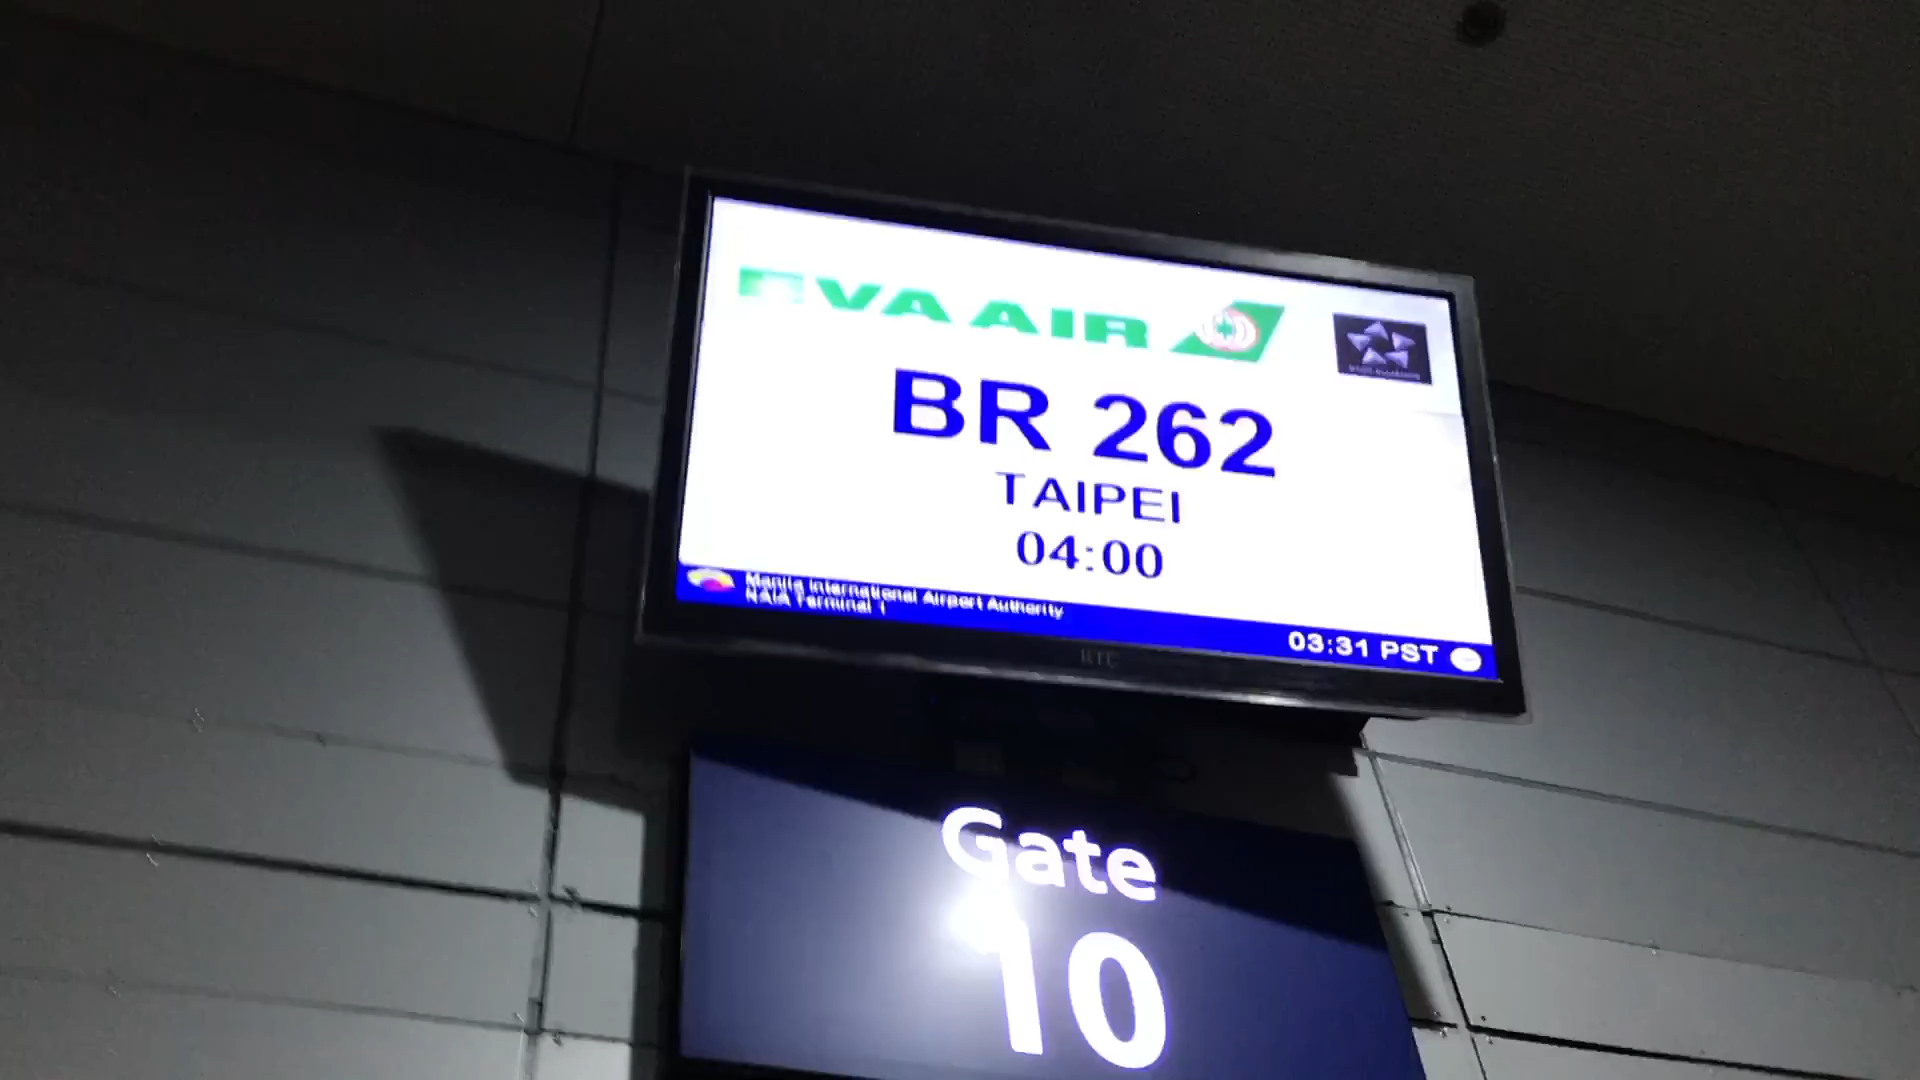 EVA AIR
BR 262
TAIPEI
04:00
Manila International Airport Authority
NAIA Terminal 1
03:31 PST
Gate
10